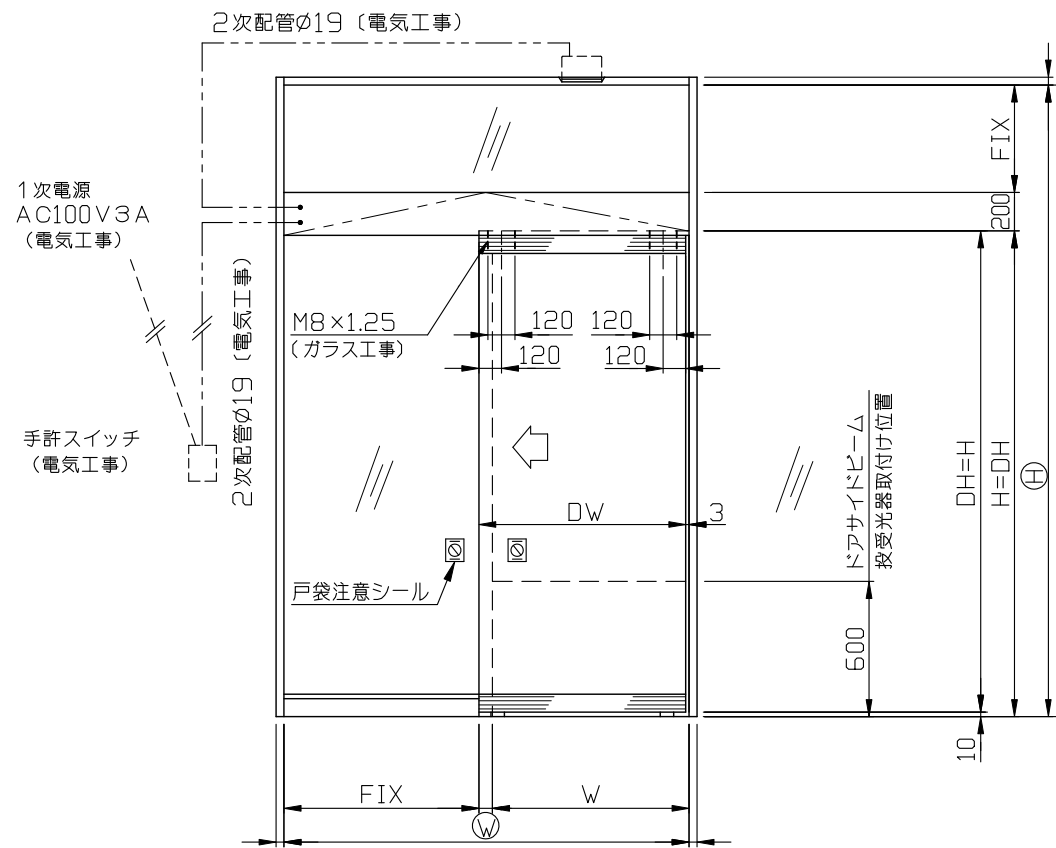 2次配管Ø19（電気工事）
1次電源
AC100V3A
（電気工事）
2次配管Ø19（電気工事）
手許スイッチ
（電気工事）
M8×1.25
（ガラス工事）
120
120
120
120
FIX
200
DH=H
H=DH
H
DW
3
ドアサイドビーム
投受光器取付け位置
戸袋注意シール
600
10
FIX
W
W